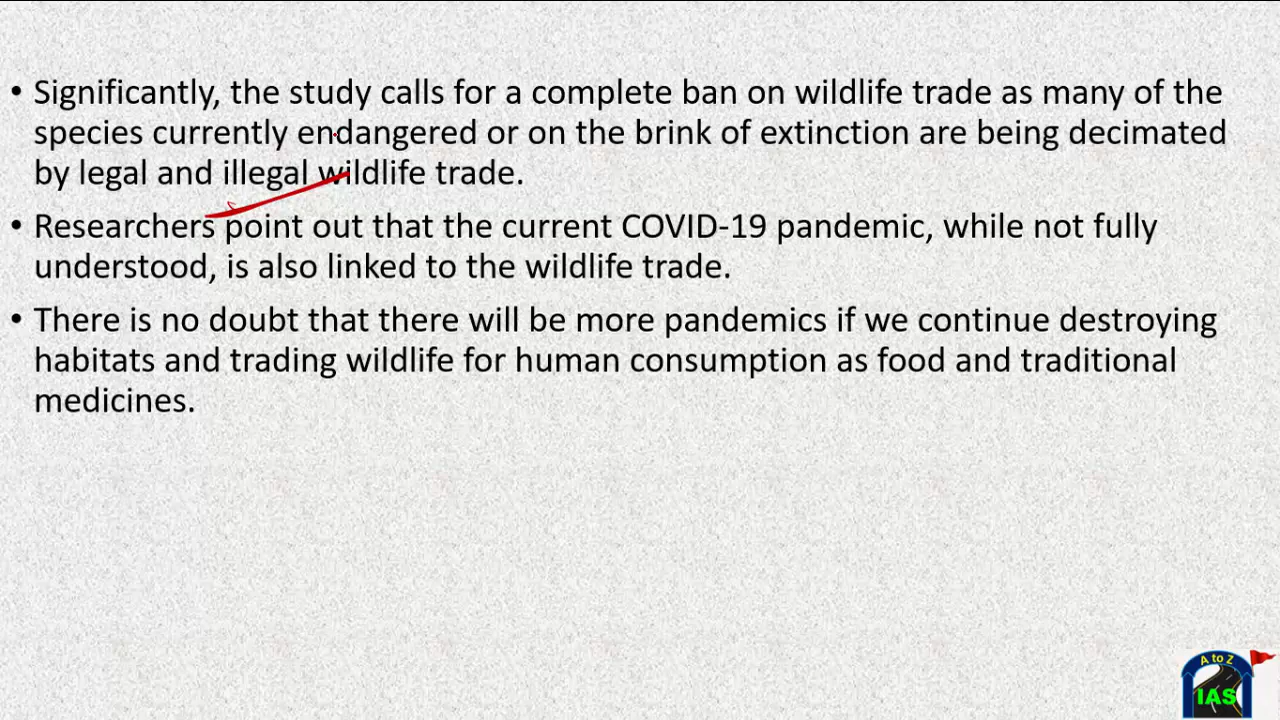 • Significantly, the study calls for a complete ban on wildlife trade as many of the
species currently endangered or on the brink of extinction are being decimated
by legal and illegal wildlife trade.
• Researchers point out that the current COVID-19 pandemic, while not fully
understood, is also linked to the wildlife trade.
• There is no doubt that there will be more pandemics if we continue destroying
habitats and trading wildlife for human consumption as food and traditional
medicines.
A to Z
IAS